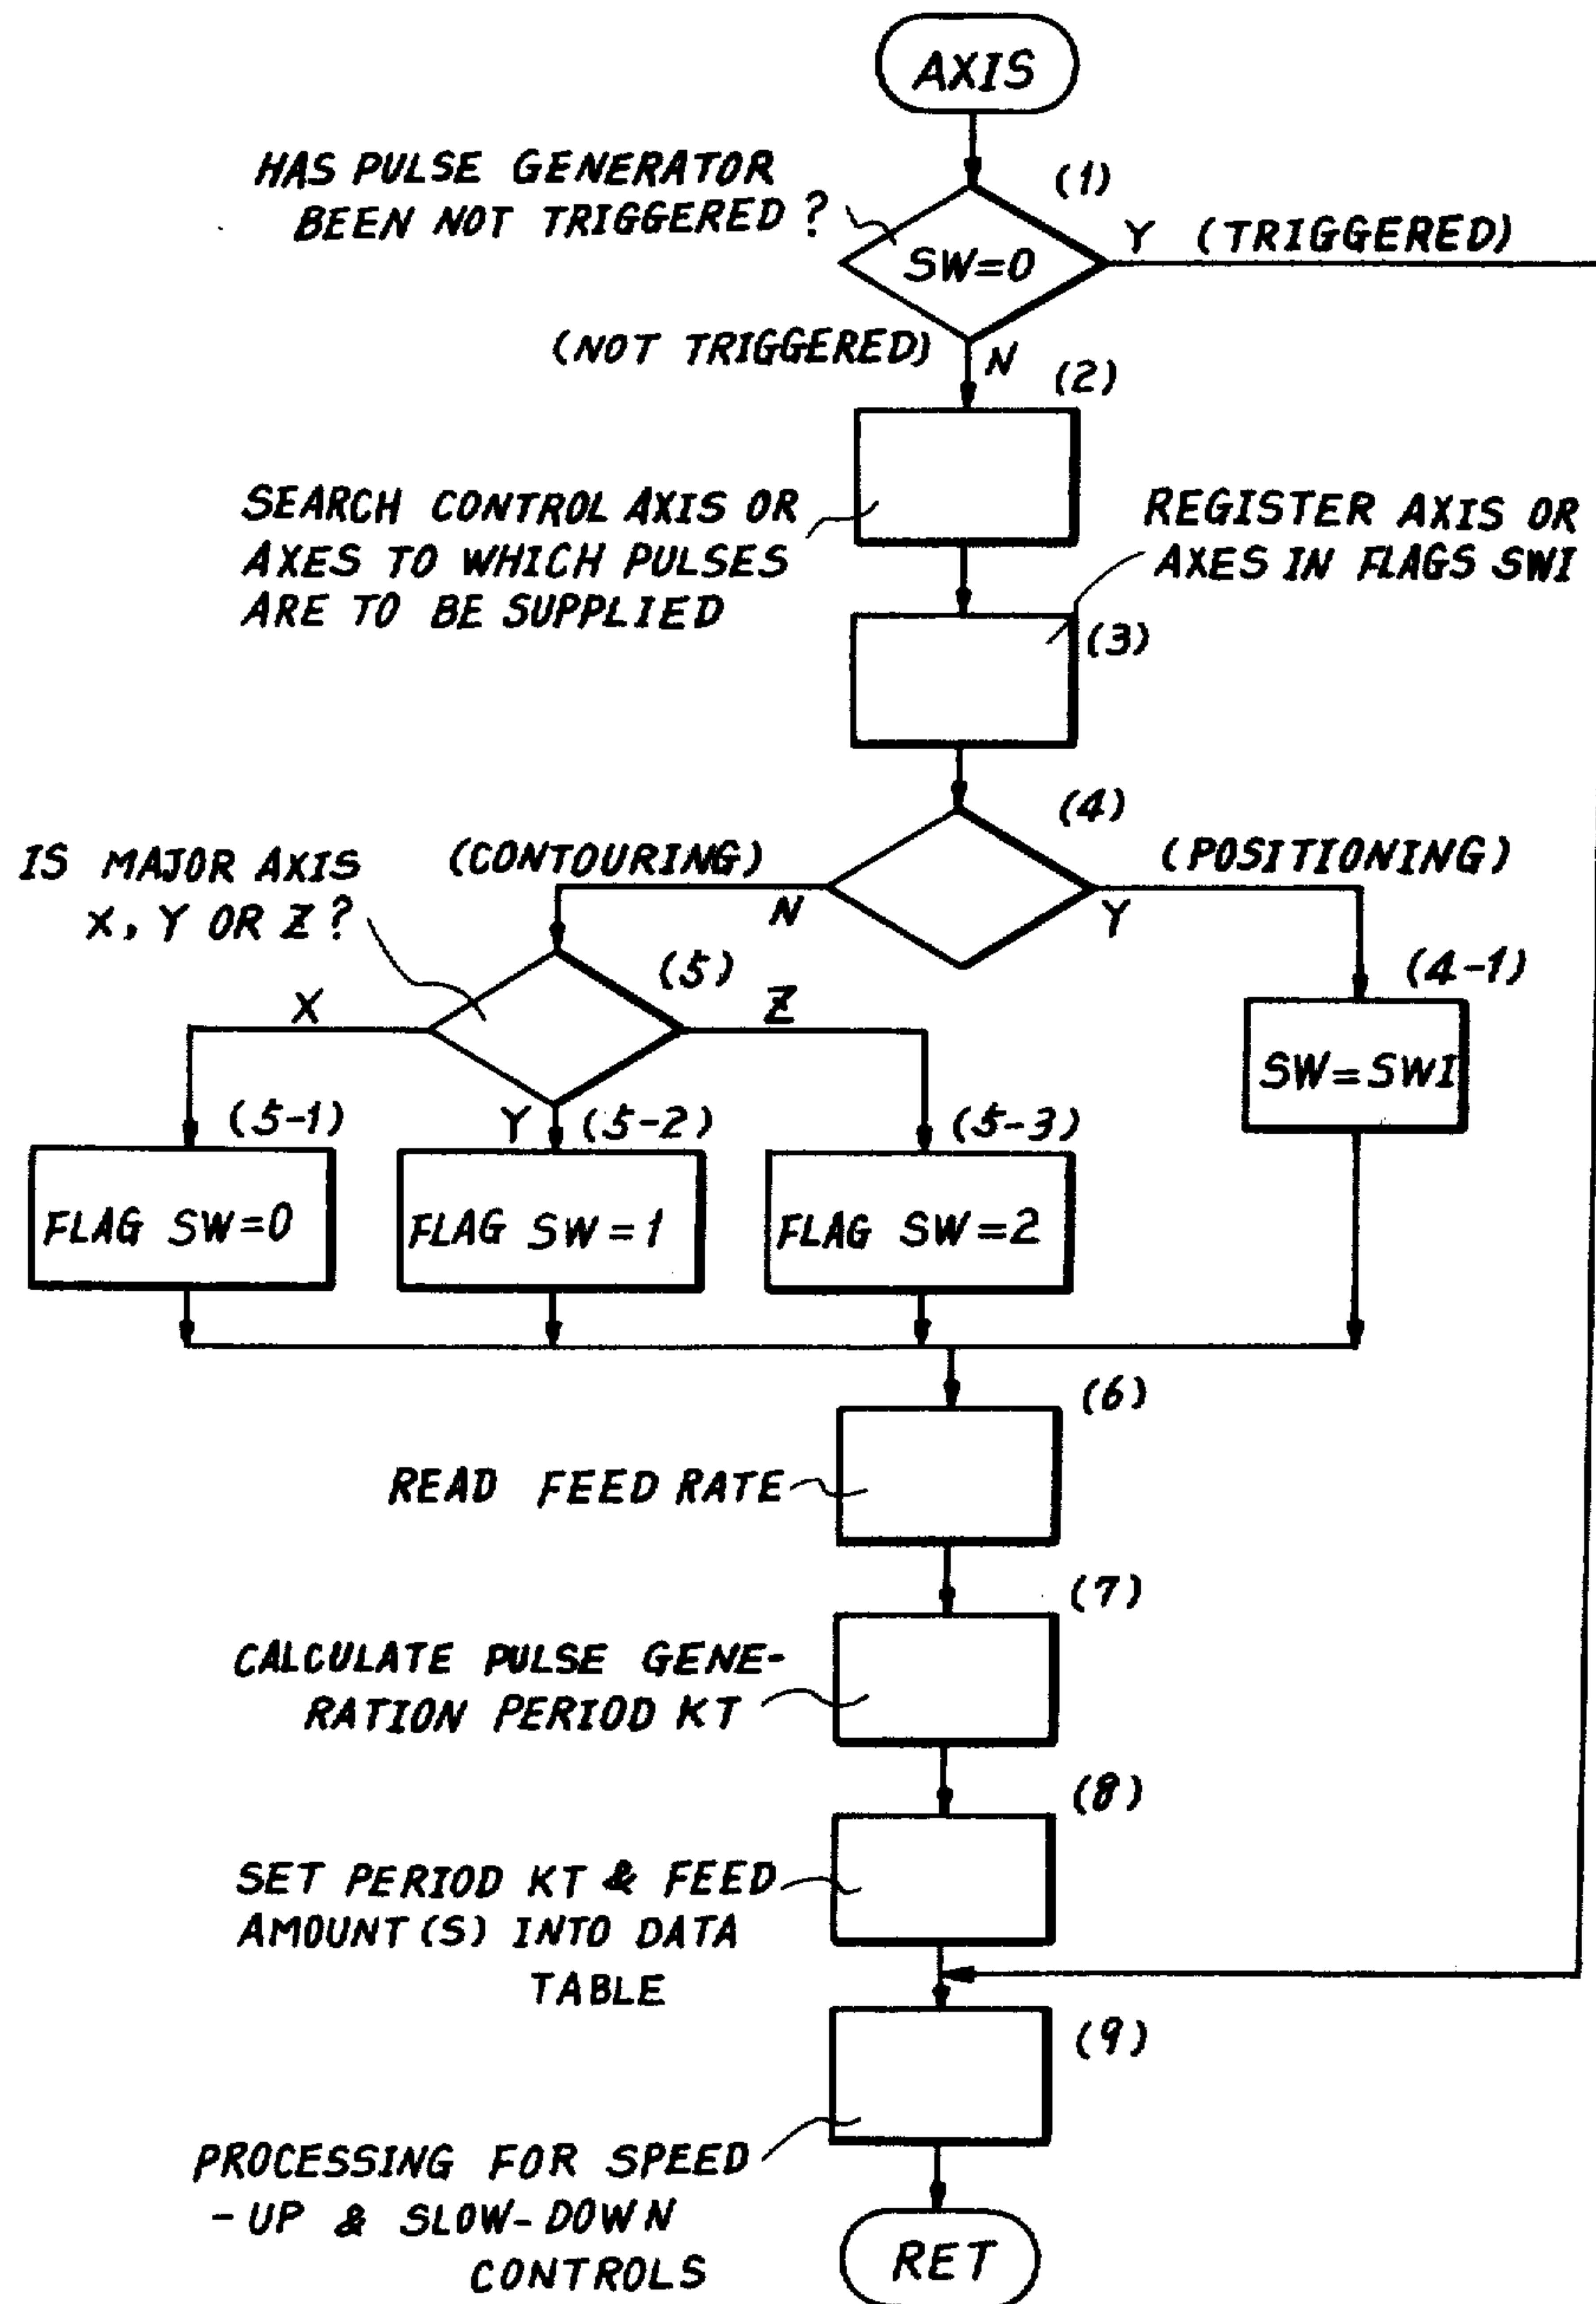 AXIS
HAS PULSE GENERATOR
BEEN NOT TRIGGERED ?
(1)
SW=0
Y (TRIGGERED)
(NOT TRIGGERED)
N
(2)
SEARCH CONTROL AXIS OR
AXES TO WHICH PULSES
ARE TO BE SUPPLIED
REGISTER AXIS OR
AXES IN FLAGS SWI
(3)
(4)
IS MAJOR AXIS
X, Y OR Z?
(CONTOURING)
N
(POSITIONING)
Y
(5)
X
Z
Y
(4-1)
SW=SWI
(5-1)
(5-2)
(5-3)
FLAG SW=0
FLAG SW=1
FLAG SW=2
(6)
READ FEED RATE
(7)
CALCULATE PULSE GENE-
RATION PERIOD KT
(8)
SET PERIOD KT & FEED
AMOUNT(S) INTO DATA
TABLE
(9)
PROCESSING FOR SPEED
-UP & SLOW-DOWN
CONTROLS
RET